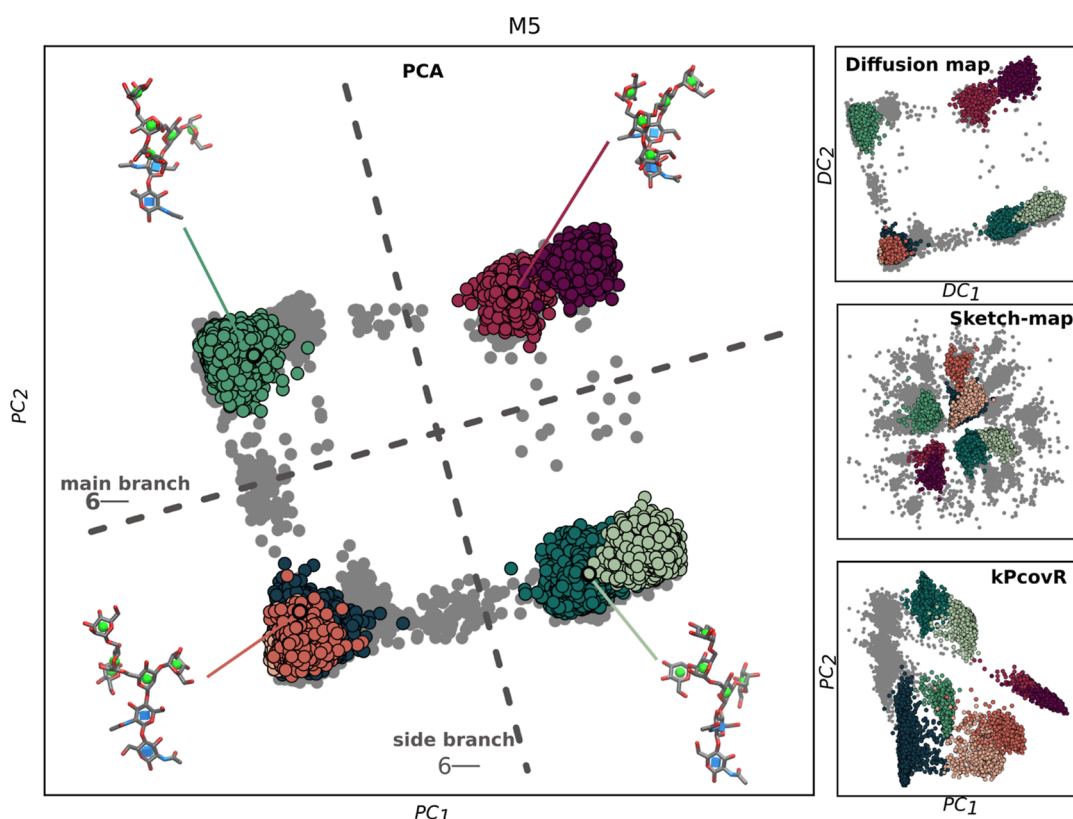 M5
PCA
PC2
main branch
6—
side branch
6—
PC1
Diffusion map
DC2
DC1
Sketch-map
kPcovR
PC2
PC1